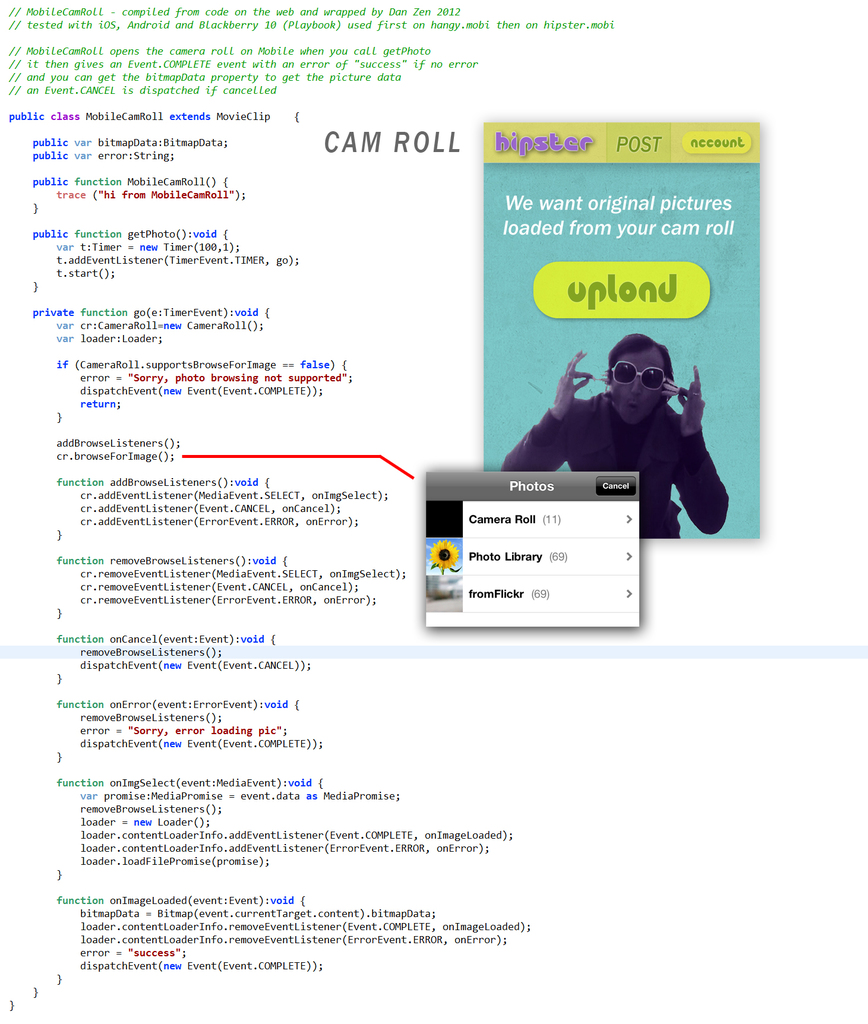 // MobileCamRoll - compiled from code on the web and wrapped by Dan Zen 2012
// tested with iOS, Android and Blackberry 10 (Playbook) used first on hangy.mobi then on hipster.mobi
// MobileCamRoll opens the camera roll on Mobile when you call getPhoto
// it then gives an Event.COMPLETE event with an error of "success" if no error
// and you can get the bitmapData property to get the picture data
// an Event.CANCEL is dispatched if cancelled
public class MobileCamRoll extends MovieClip    {
public var bitmapData:BitmapData;
public var error:String;
public function MobileCamRoll() {
trace ("hi from MobileCamRoll");
}
public function getPhoto():void {
var t:Timer = new Timer(100,1);
t.addEventListener(TimerEvent.TIMER, go);
t.start();
}
private function go(e:TimerEvent):void {
var cr:CameraRoll=new CameraRoll();
var loader:Loader;
if (CameraRoll.supportsBrowseForImage == false) {
error = "Sorry, photo browsing not supported";
dispatchEvent(new Event(Event.COMPLETE));
return;
}
addBrowseListeners();
cr.browseForImage();
function addBrowseListeners():void {
cr.addEventListener(MediaEvent.SELECT, onImgSelect);
cr.addEventListener(Event.CANCEL, onCancel);
cr.addEventListener(ErrorEvent.ERROR, onError);
}
function removeBrowseListeners():void {
cr.removeEventListener(MediaEvent.SELECT, onImgSelect);
cr.removeEventListener(Event.CANCEL, onCancel);
cr.removeEventListener(ErrorEvent.ERROR, onError);
}
function onCancel(event:Event):void {
removeBrowseListeners();
dispatchEvent(new Event(Event.CANCEL));
}
function onError(event:ErrorEvent):void {
removeBrowseListeners();
error = "Sorry, error loading pic";
dispatchEvent(new Event(Event.COMPLETE));
}
function onImgSelect(event:MediaEvent):void {
var promise:MediaPromise = event.data as MediaPromise;
removeBrowseListeners();
loader = new Loader();
loader.contentLoaderInfo.addEventListener(Event.COMPLETE, onImageLoaded);
loader.contentLoaderInfo.addEventListener(ErrorEvent.ERROR, onError);
loader.loadFilePromise(promise);
}
function onImageLoaded(event:Event):void {
bitmapData = Bitmap(event.currentTarget.content).bitmapData;
loader.contentLoaderInfo.removeEventListener(Event.COMPLETE, onImageLoaded);
loader.contentLoaderInfo.removeEventListener(ErrorEvent.ERROR, onError);
error = "success";
dispatchEvent(new Event(Event.COMPLETE));
}
}
}
CAM ROLL
hipster POST account
We want original pictures
loaded from your cam roll
upload
Photos Cancel
Camera Roll (11)
Photo Library (69)
fromFlickr (69)